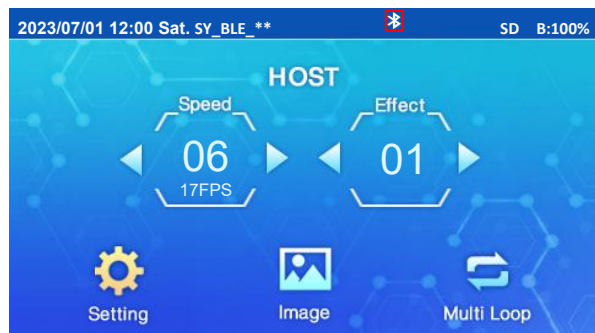 2023/07/01 12:00 Sat. SY_BLE_** SD B:100%
HOST
Speed Effect
06 01
17FPS
Setting Image Multi Loop